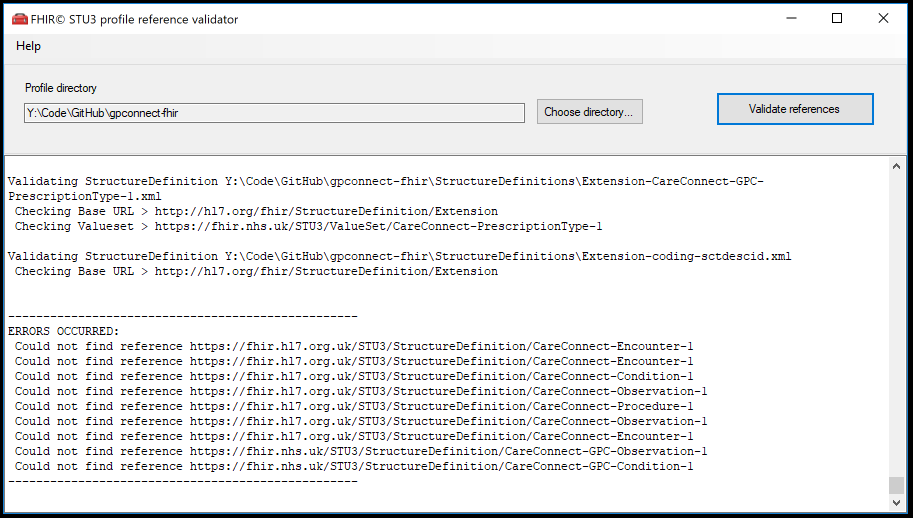 FHIR© STU3 profile reference validator
Help
Profile directory
Y:\Code\GitHub\gpconnect-fhir
Choose directory...
Validate references
Validating StructureDefinition Y:\Code\GitHub\gpconnect-fhir\StructureDefinitions\Extension-CareConnect-GPC-
PrescriptionType-1.xml
Checking Base URL > http://hl7.org/fhir/StructureDefinition/Extension
Checking Valueset > https://fhir.nhs.uk/STU3/ValueSet/CareConnect-PrescriptionType-1
Validating StructureDefinition Y:\Code\GitHub\gpconnect-fhir\StructureDefinitions\Extension-coding-sctdescid.xml
Checking Base URL > http://hl7.org/fhir/StructureDefinition/Extension
--------------------------------------------------
ERRORS OCCURRED:
Could not find reference https://fhir.hl7.org.uk/STU3/StructureDefinition/CareConnect-Encounter-1
Could not find reference https://fhir.hl7.org.uk/STU3/StructureDefinition/CareConnect-Encounter-1
Could not find reference https://fhir.hl7.org.uk/STU3/StructureDefinition/CareConnect-Condition-1
Could not find reference https://fhir.hl7.org.uk/STU3/StructureDefinition/CareConnect-Observation-1
Could not find reference https://fhir.hl7.org.uk/STU3/StructureDefinition/CareConnect-Procedure-1
Could not find reference https://fhir.hl7.org.uk/STU3/StructureDefinition/CareConnect-Observation-1
Could not find reference https://fhir.hl7.org.uk/STU3/StructureDefinition/CareConnect-Encounter-1
Could not find reference https://fhir.nhs.uk/STU3/StructureDefinition/CareConnect-GPC-Observation-1
Could not find reference https://fhir.nhs.uk/STU3/StructureDefinition/CareConnect-GPC-Condition-1
--------------------------------------------------